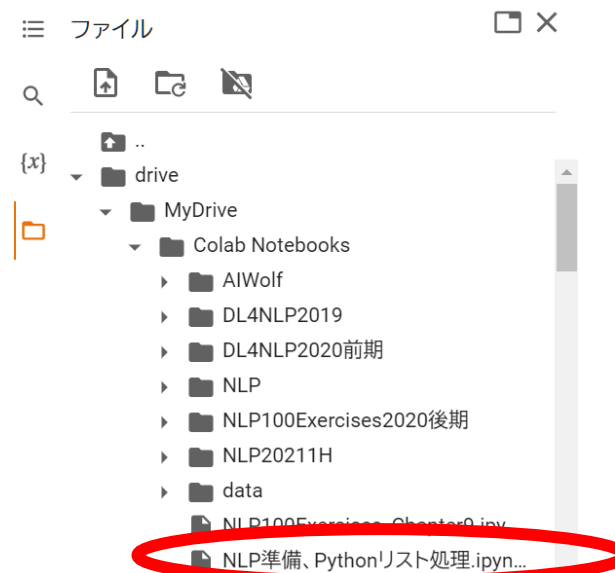 ファイル
{x}
..
drive
MyDrive
Colab Notebooks
AIWolf
DL4NLP2019
DL4NLP2020前期
NLP
NLP100Exercises2020後期
NLP20211H
data
NLP100Exercises_Chapter9.ipy...
NLP準備、Pythonリスト処理.ipyn...